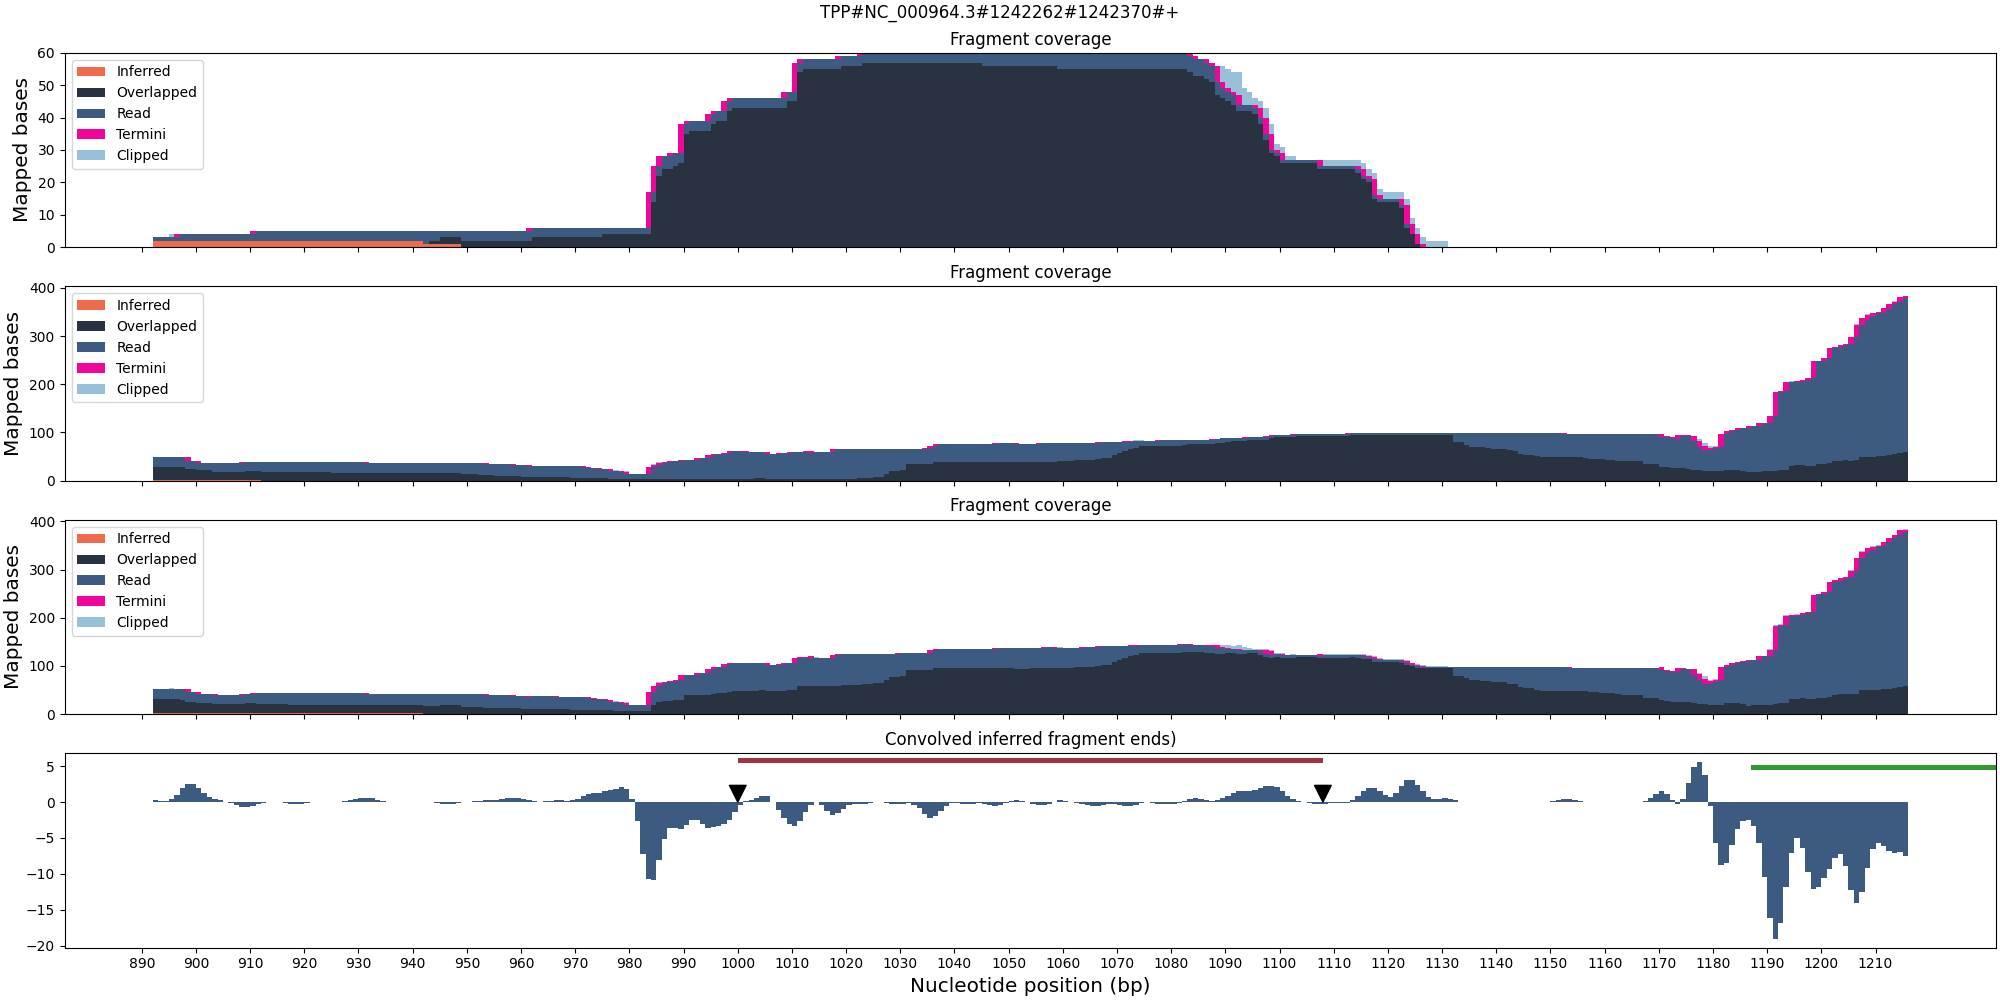 TPP#NC_000964.3#1242262#1242370#+
Fragment coverage
Mapped bases
60
50
40
30
20
10
0
Inferred
Overlapped
Read
Termini
Clipped
Fragment coverage
Mapped bases
400
300
200
100
0
Inferred
Overlapped
Read
Termini
Clipped
Fragment coverage
Mapped bases
400
300
200
100
0
Inferred
Overlapped
Read
Termini
Clipped
Convolved inferred fragment ends)
5
0
−5
−10
−15
−20
890 900 910 920 930 940 950 960 970 980 990 1000 1010 1020 1030 1040 1050 1060 1070 1080 1090 1100 1110 1120 1130 1140 1150 1160 1170 1180 1190 1200 1210
Nucleotide position (bp)